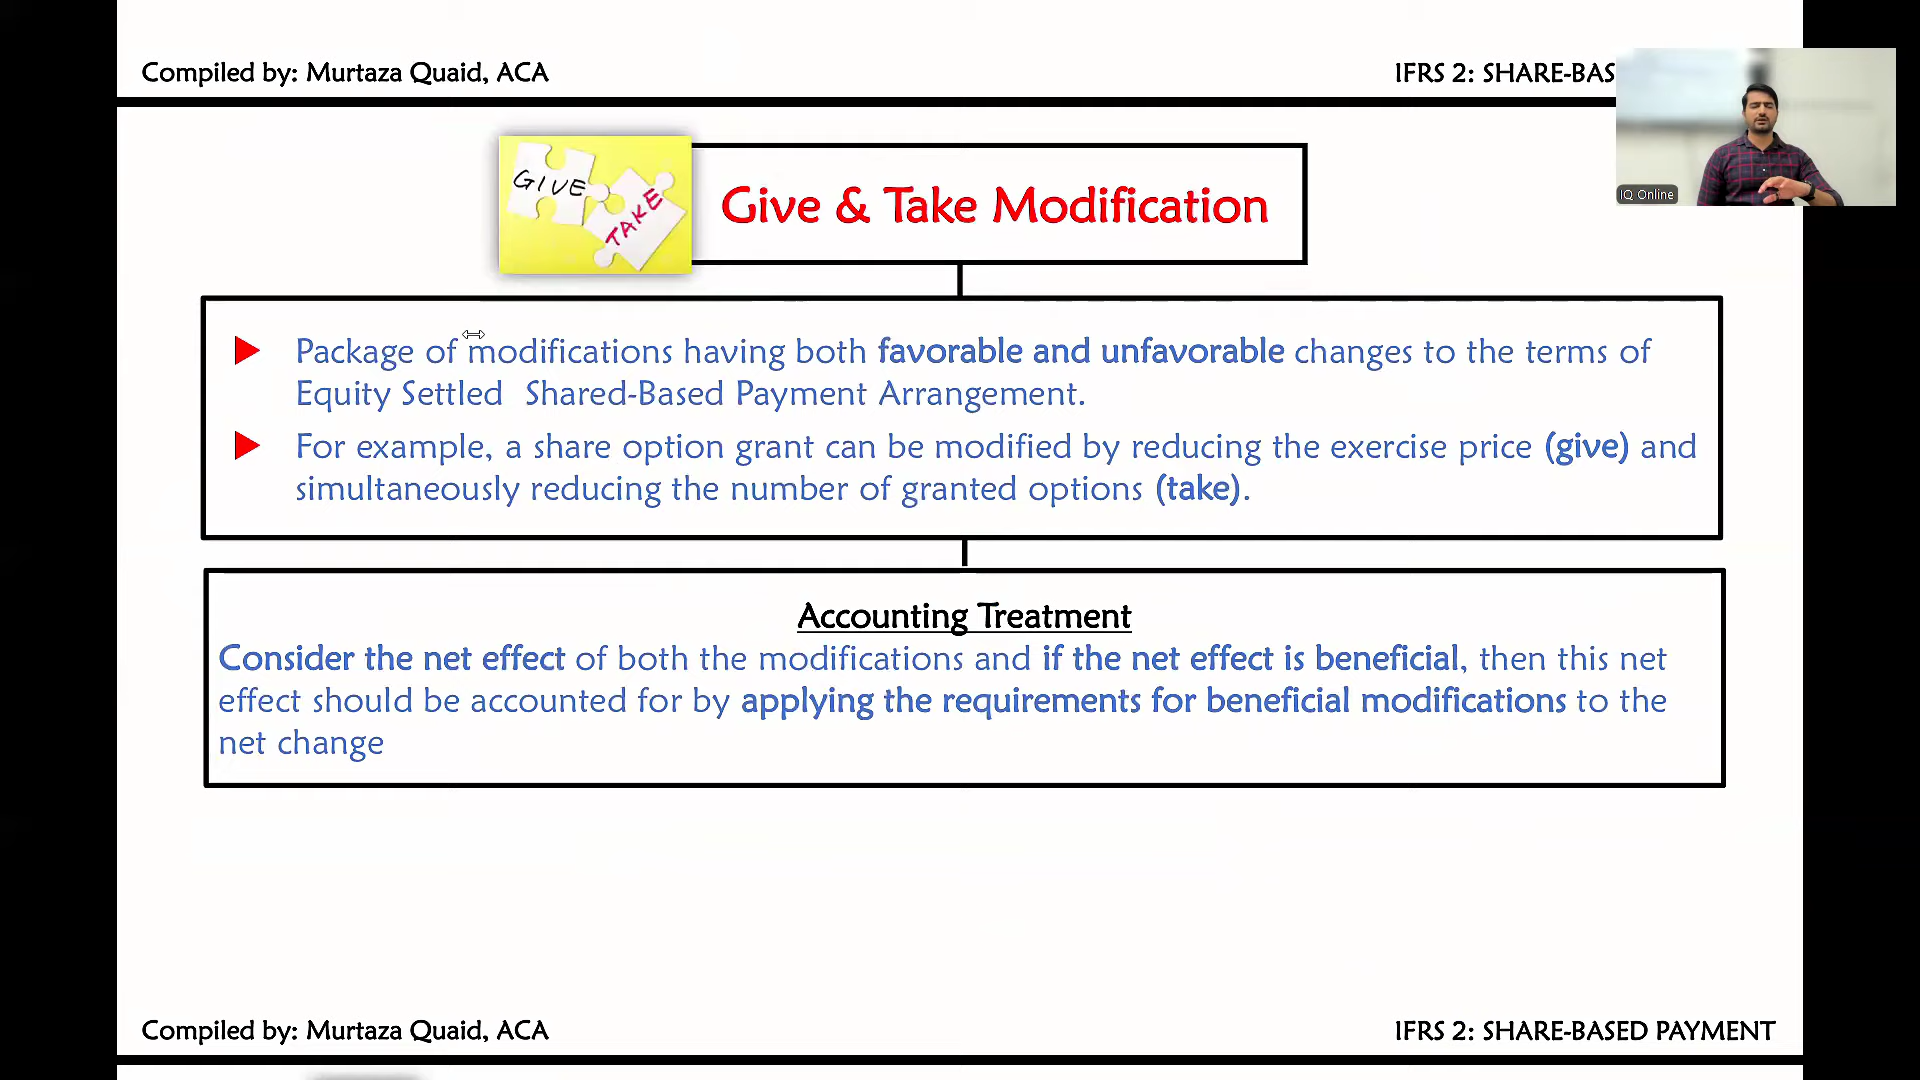 Compiled by: Murtaza Quaid, ACA
IFRS 2: SHARE-BAS
IQ Online
GIVE
TAKE
Give & Take Modification
Package of modifications having both favorable and unfavorable changes to the terms of
Equity Settled Shared-Based Payment Arrangement.
For example, a share option grant can be modified by reducing the exercise price (give) and
simultaneously reducing the number of granted options (take).
Accounting Treatment
Consider the net effect of both the modifications and if the net effect is beneficial, then this net
effect should be accounted for by applying the requirements for beneficial modifications to the
net change
Compiled by: Murtaza Quaid, ACA
IFRS 2: SHARE-BASED PAYMENT